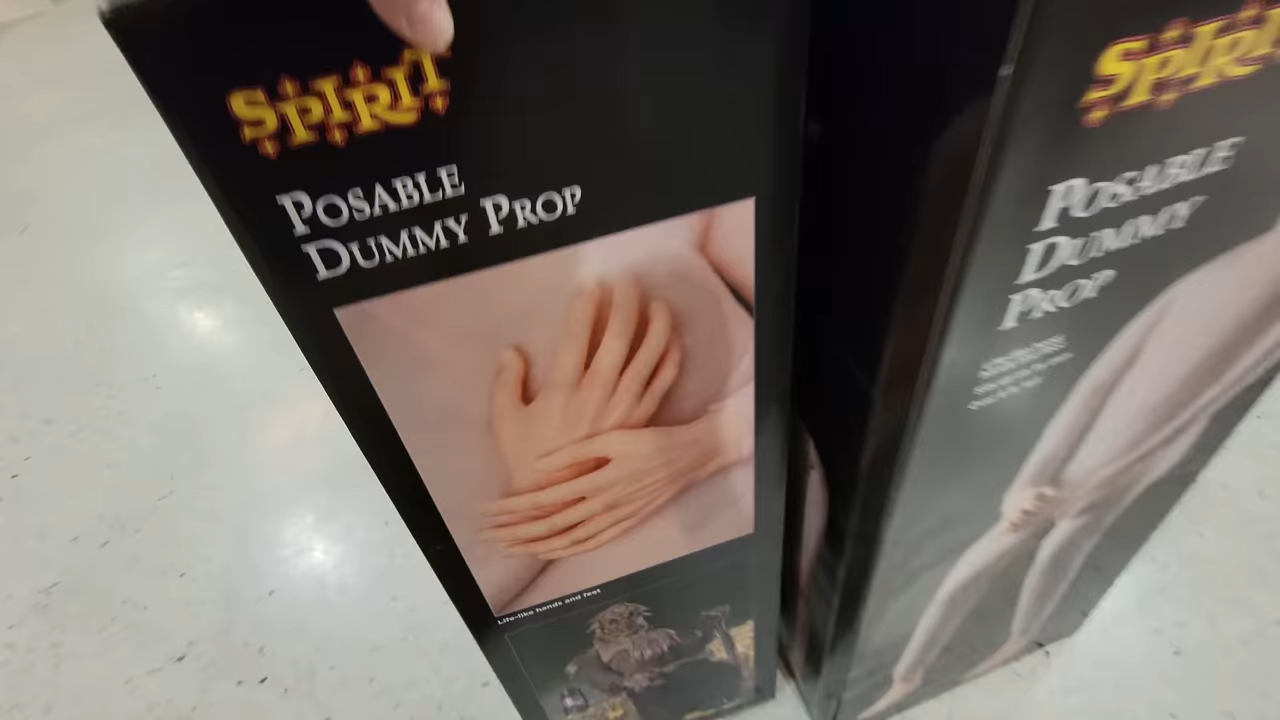 SPIRIT
POSABLE
DUMMY PROP
Life-like hands and feet
SPIRIT
POSABLE
DUMMY
PROP